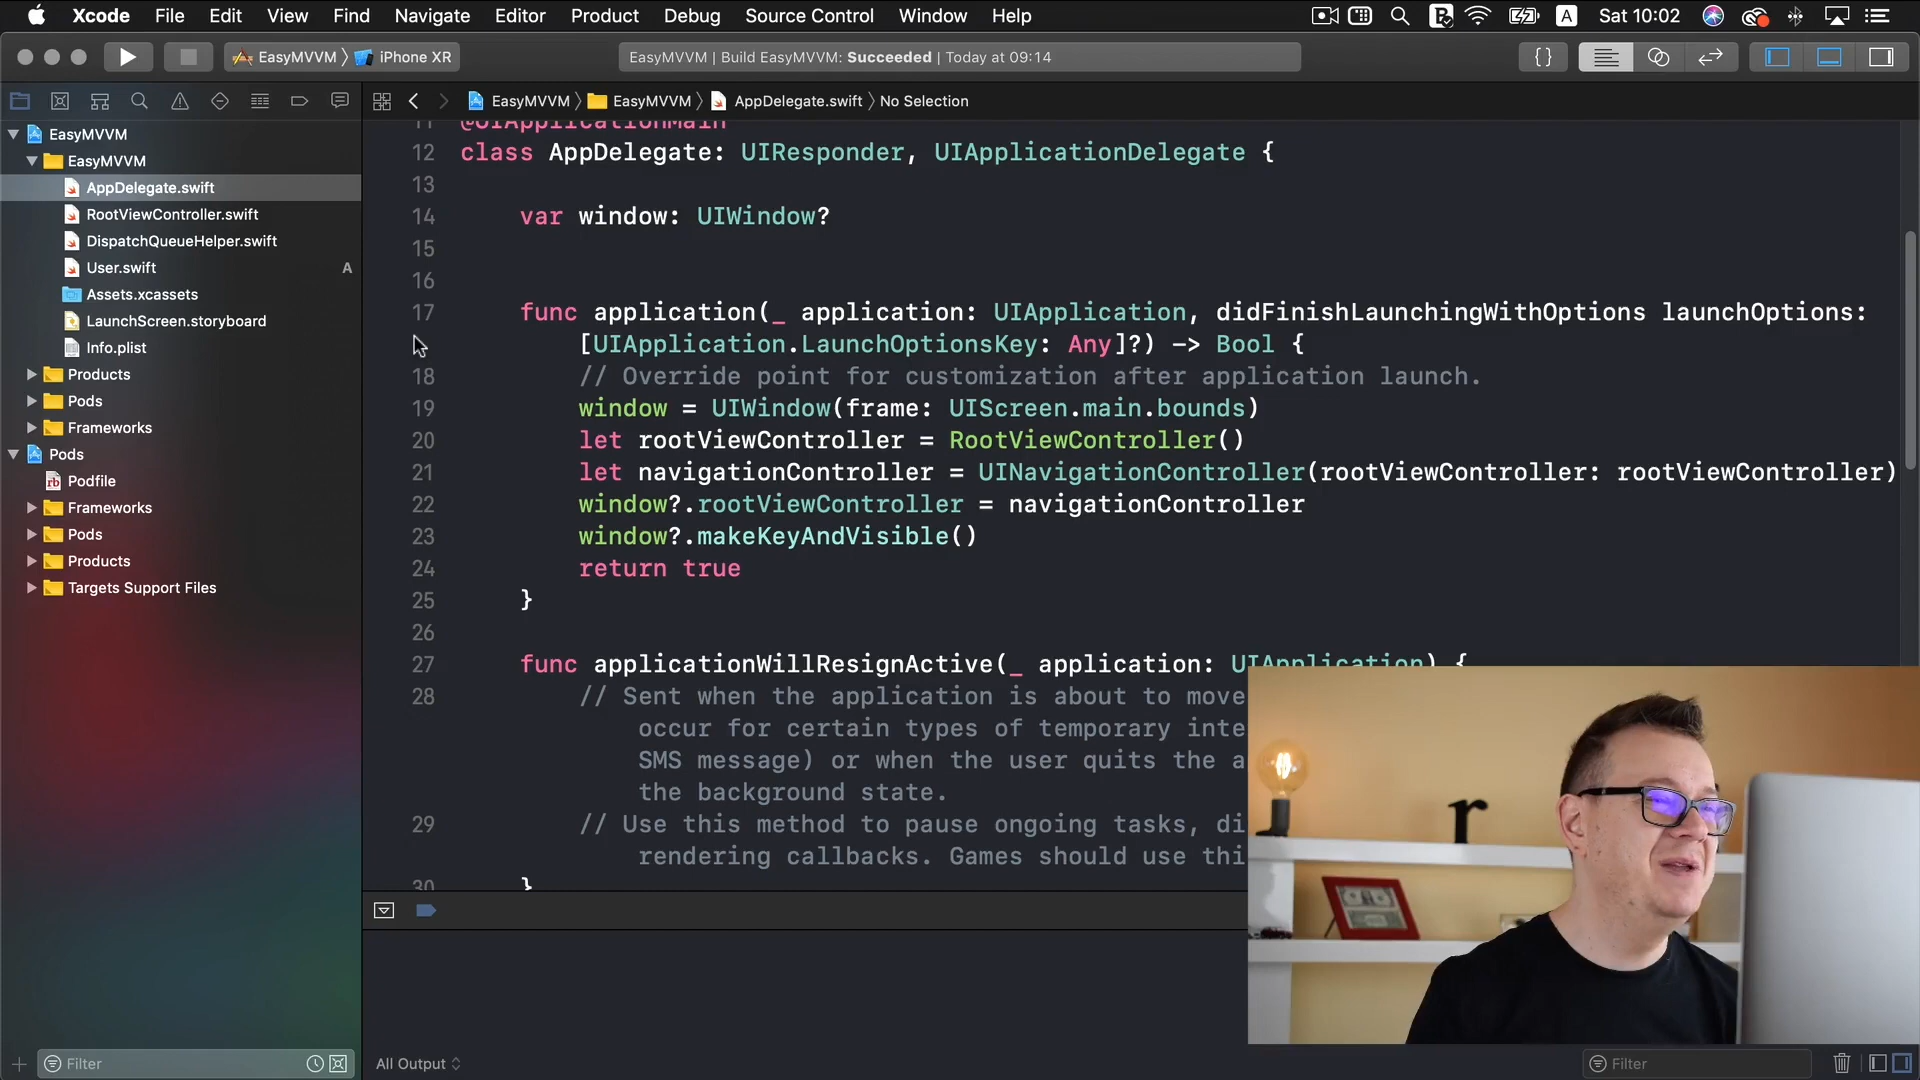 Xcode File Edit View Find Navigate Editor Product Debug Source Control Window Help A Sat 10:02
EasyMVVM iPhone XR EasyMVVM | Build EasyMVVM: Succeeded | Today at 09:14
EasyMVVM EasyMVVM AppDelegate.swift No Selection
EasyMVVM
EasyMVVM
AppDelegate.swift
RootViewController.swift
DispatchQueueHelper.swift
User.swift A
Assets.xcassets
LaunchScreen.storyboard
Info.plist
Products
Pods
Frameworks
Pods
Podfile
Frameworks
Pods
Products
Targets Support Files
Filter
11 @UIApplicationMain
12 class AppDelegate: UIResponder, UIApplicationDelegate {
13
14 var window: UIWindow?
15
16
17 func application(_ application: UIApplication, didFinishLaunchingWithOptions launchOptions:
[UIApplication.LaunchOptionsKey: Any]?) -> Bool {
18 // Override point for customization after application launch.
19 window = UIWindow(frame: UIScreen.main.bounds)
20 let rootViewController = RootViewController()
21 let navigationController = UINavigationController(rootViewController: rootViewController)
22 window?.rootViewController = navigationController
23 window?.makeKeyAndVisible()
24 return true
25 }
26
27 func applicationWillResignActive(_ application: UIApplication) {
28 // Sent when the application is about to move
occur for certain types of temporary inte
SMS message) or when the user quits the a
the background state.
29 // Use this method to pause ongoing tasks, di
rendering callbacks. Games should use thi
30 }
r
All Output
Filter